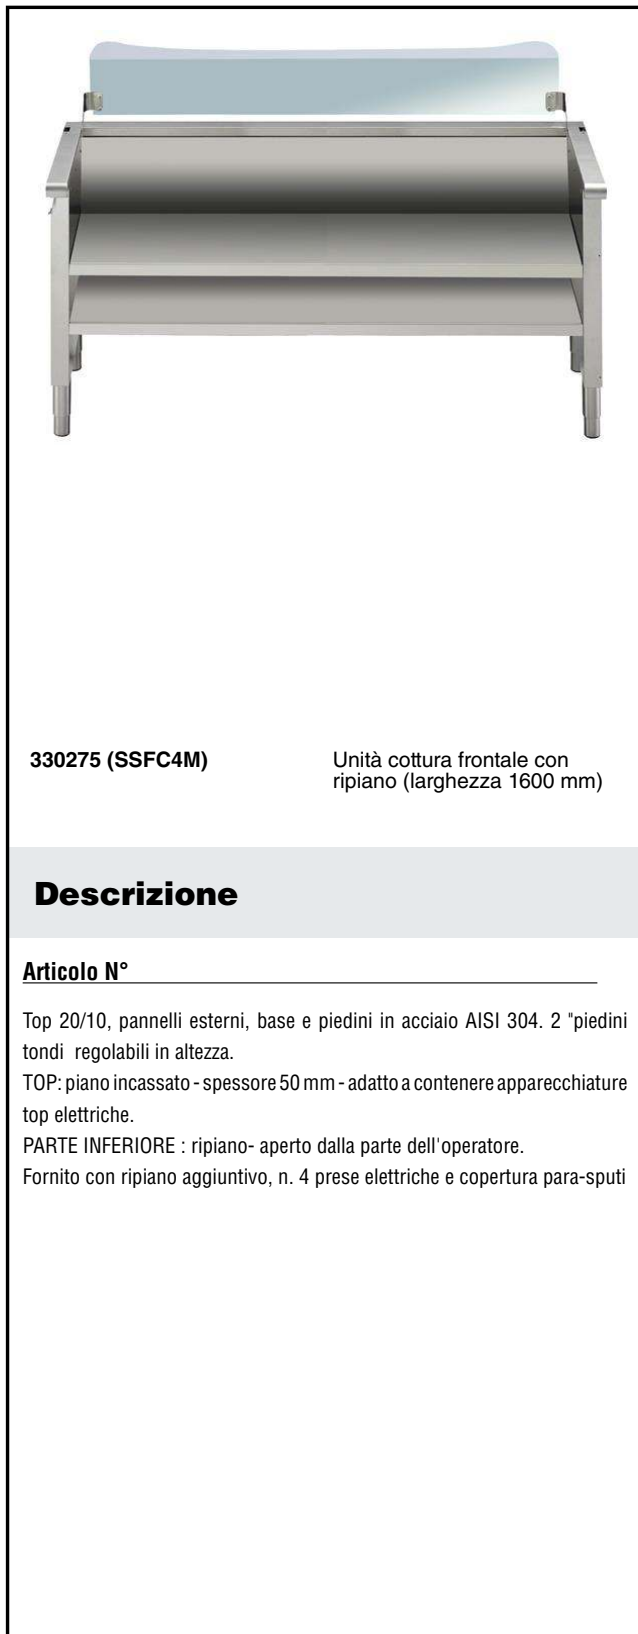 330275 (SSFC4M)
Unità cottura frontale con
ripiano (larghezza 1600 mm)
Descrizione
Articolo N°
Top 20/10, pannelli esterni, base e piedini in acciaio AISI 304. 2 "piedini
tondi regolabili in altezza.
TOP: piano incassato - spessore 50 mm - adatto a contenere apparecchiature
top elettriche.
PARTE INFERIORE : ripiano- aperto dalla parte dell'operatore.
Fornito con ripiano aggiuntivo, n. 4 prese elettriche e copertura para-sputi